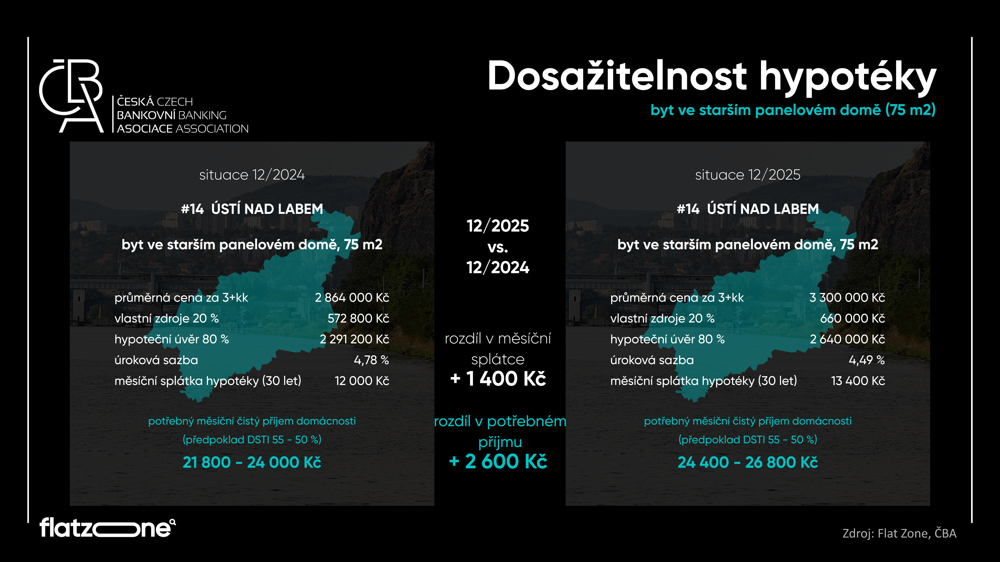 ČBA
ČESKÁ CZECH
BANKOVNÍ BANKING
ASOCIACE ASSOCIATION
Dosažitelnost hypotéky
byt ve starším panelovém domě (75 m2)
situace 12/2024
#14 ÚSTÍ NAD LABEM
byt ve starším panelovém domě, 75 m2
průměrná cena za 3+kk 2 864 000 Kč
vlastní zdroje 20 % 572 800 Kč
hypoteční úvěr 80 % 2 291 200 Kč
úroková sazba 4,78 %
měsíční splátka hypotéky (30 let) 12 000 Kč
potřebný měsíční čistý příjem domácnosti
(předpoklad DSTI 55 - 50 %)
21 800 - 24 000 Kč
12/2025
vs.
12/2024
rozdíl v měsíční
splátce
+ 1 400 Kč
rozdíl v potřebném
příjmu
+ 2 600 Kč
situace 12/2025
#14 ÚSTÍ NAD LABEM
byt ve starším panelovém domě, 75 m2
průměrná cena za 3+kk 3 300 000 Kč
vlastní zdroje 20 % 660 000 Kč
hypoteční úvěr 80 % 2 640 000 Kč
úroková sazba 4,49 %
měsíční splátka hypotéky (30 let) 13 400 Kč
potřebný měsíční čistý příjem domácnosti
(předpoklad DSTI 55 - 50 %)
24 400 - 26 800 Kč
flatzone
Zdroj: Flat Zone, ČBA